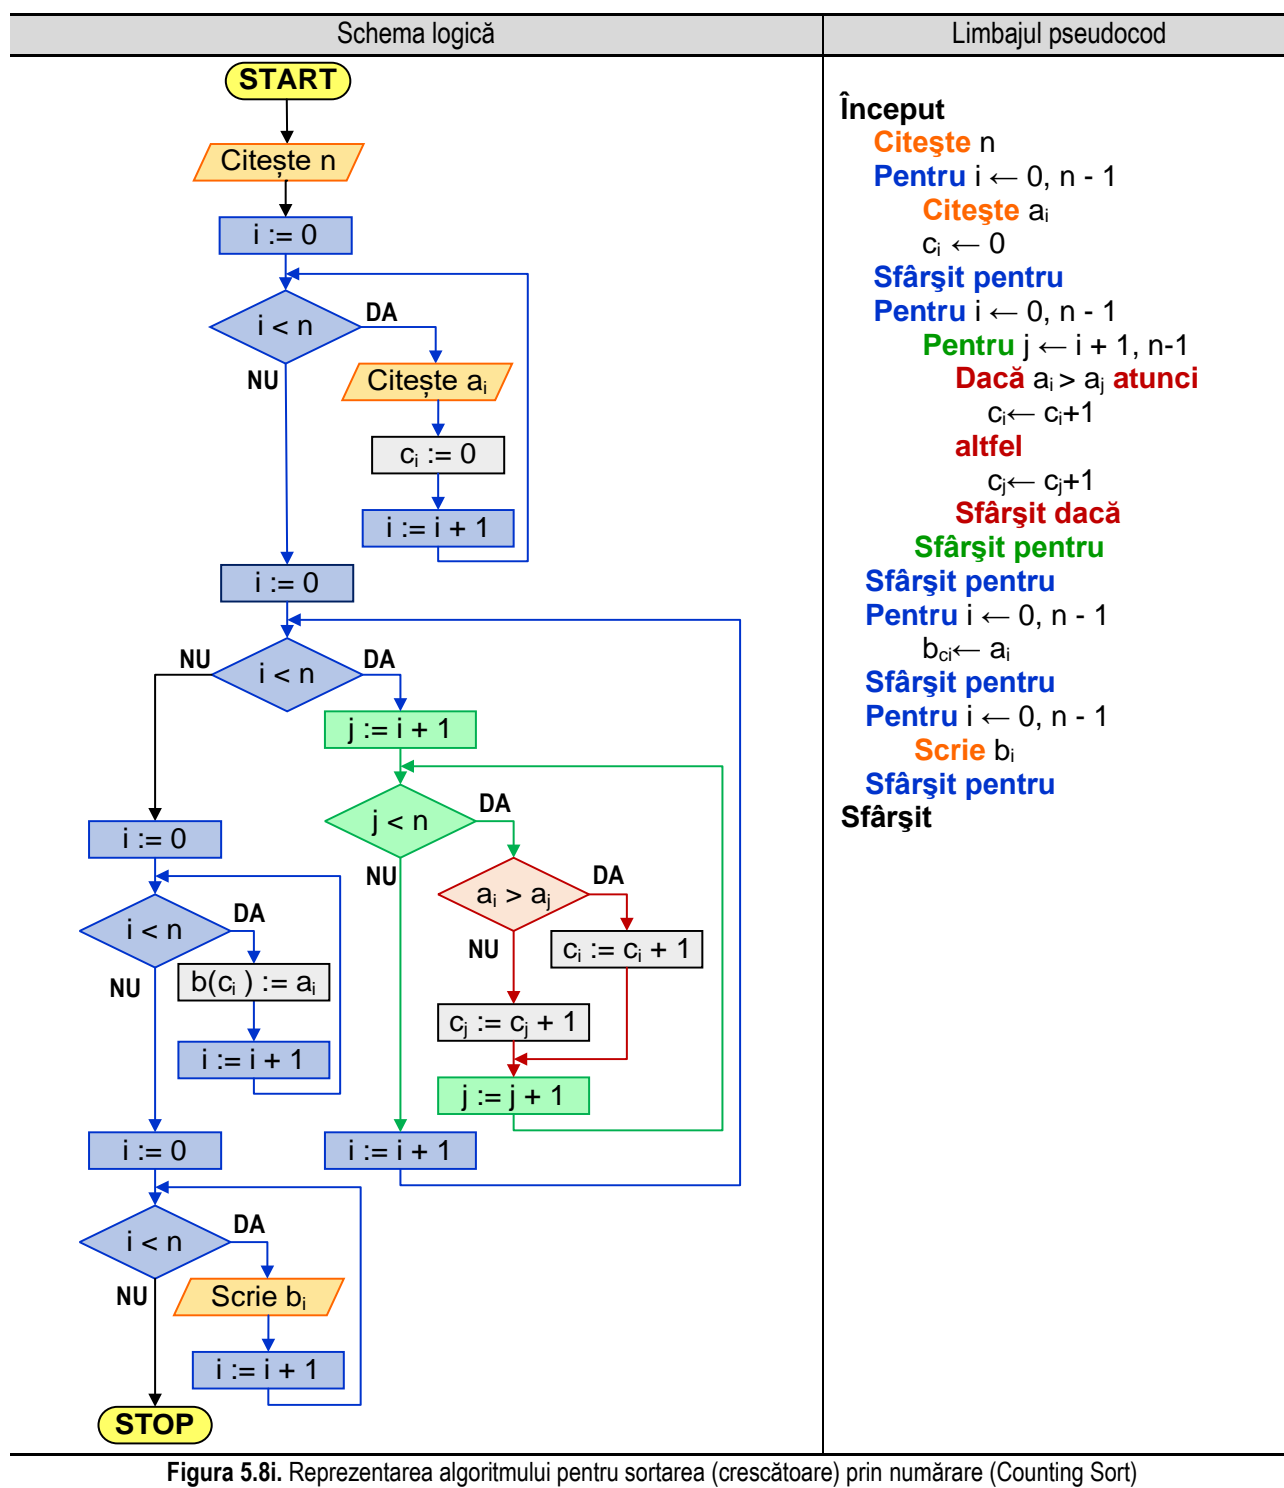 Schema logică
Limbajul pseudocod
START
Citește n
i := 0
i < n
DA
NU
Citește aᵢ
cᵢ := 0
i := i + 1
i := 0
i < n
NU
DA
j := i + 1
j < n
DA
NU
aᵢ > aⱼ
DA
NU
cᵢ := cᵢ + 1
cⱼ := cⱼ + 1
j := j + 1
i := i + 1
i := 0
i < n
DA
NU
b(cᵢ ) := aᵢ
i := i + 1
i := 0
i < n
DA
NU
Scrie bᵢ
i := i + 1
STOP
Început
Citeşte n
Pentru i ← 0, n - 1
Citeşte aᵢ
cᵢ ← 0
Sfârşit pentru
Pentru i ← 0, n - 1
Pentru j ← i + 1, n-1
Dacă aᵢ > aⱼ atunci
cᵢ← cᵢ+1
altfel
cⱼ← cⱼ+1
Sfârşit dacă
Sfârşit pentru
Sfârşit pentru
Pentru i ← 0, n - 1
bci← aᵢ
Sfârşit pentru
Pentru i ← 0, n - 1
Scrie bᵢ
Sfârşit pentru
Sfârşit
Figura 5.8i. Reprezentarea algoritmului pentru sortarea (crescătoare) prin numărare (Counting Sort)